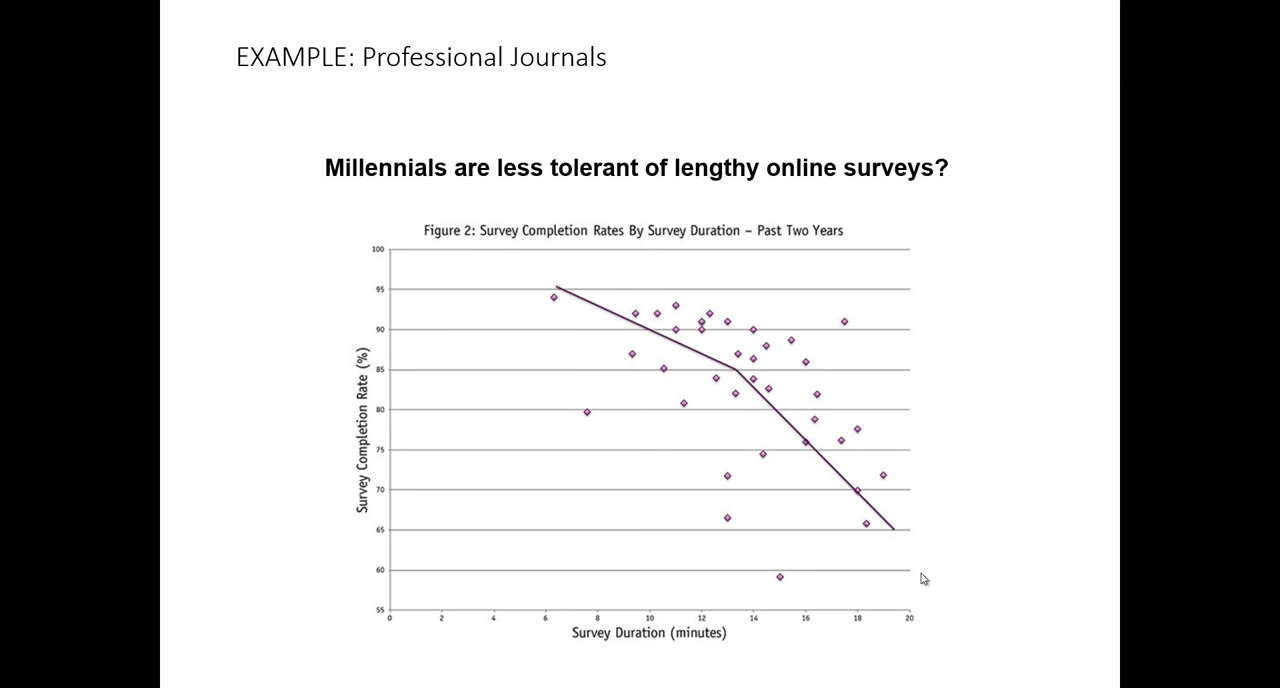 EXAMPLE: Professional Journals
Millennials are less tolerant of lengthy online surveys?
Figure 2: Survey Completion Rates By Survey Duration – Past Two Years
Survey Completion Rate (%)
100
95
90
85
80
75
70
65
60
55
0 2 4 6 8 10 12 14 16 18 20
Survey Duration (minutes)